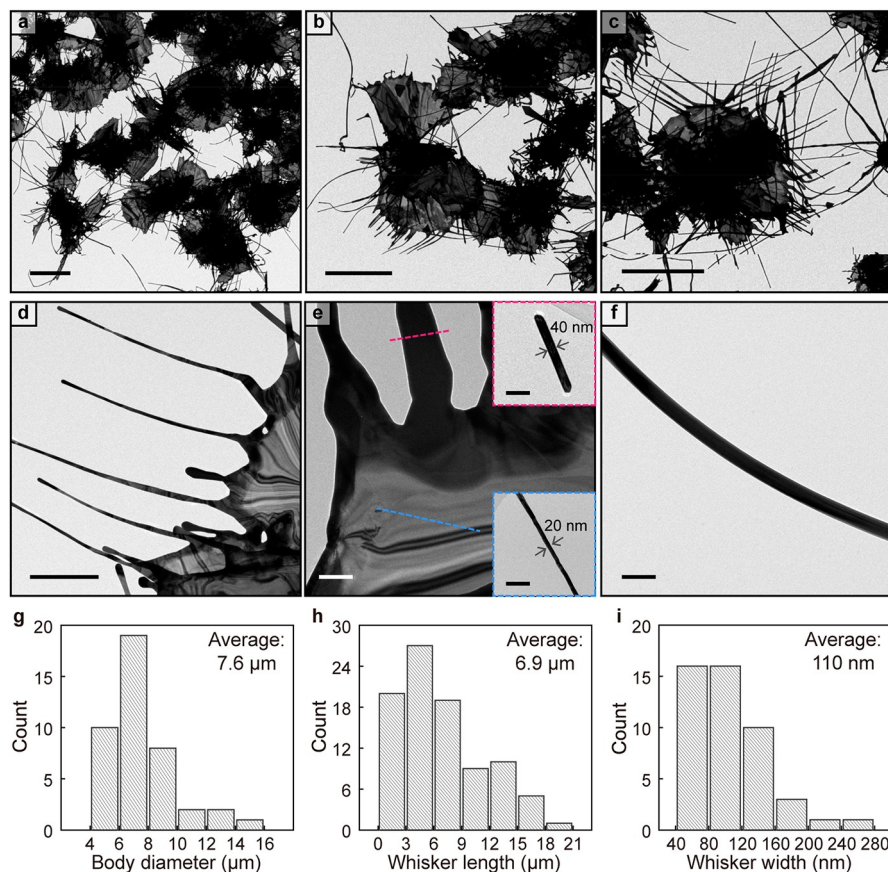 a
b
c
d
e
40 nm
20 nm
f
g
Average:
7.6 µm
Count
20
15
10
5
0
4 6 8 10 12 14 16
Body diameter (µm)
h
Average:
6.9 µm
Count
30
24
18
12
6
0
0 3 6 9 12 15 18 21
Whisker length (µm)
i
Average:
110 nm
Count
20
15
10
5
0
40 80 120 160 200 240 280
Whisker width (nm)